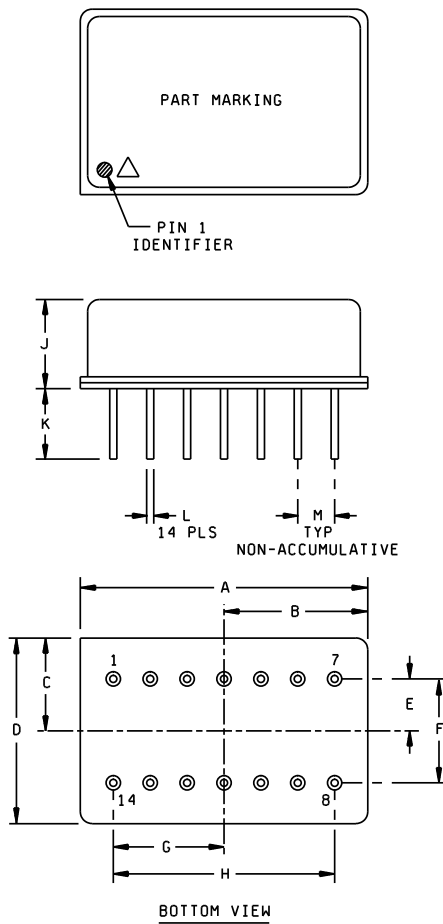 PART MARKING
PIN 1
IDENTIFIER
J
K
L
14 PLS
M
TYP
NON-ACCUMULATIVE
A
B
C
D
1
7
E
F
14
8
G
H
BOTTOM VIEW